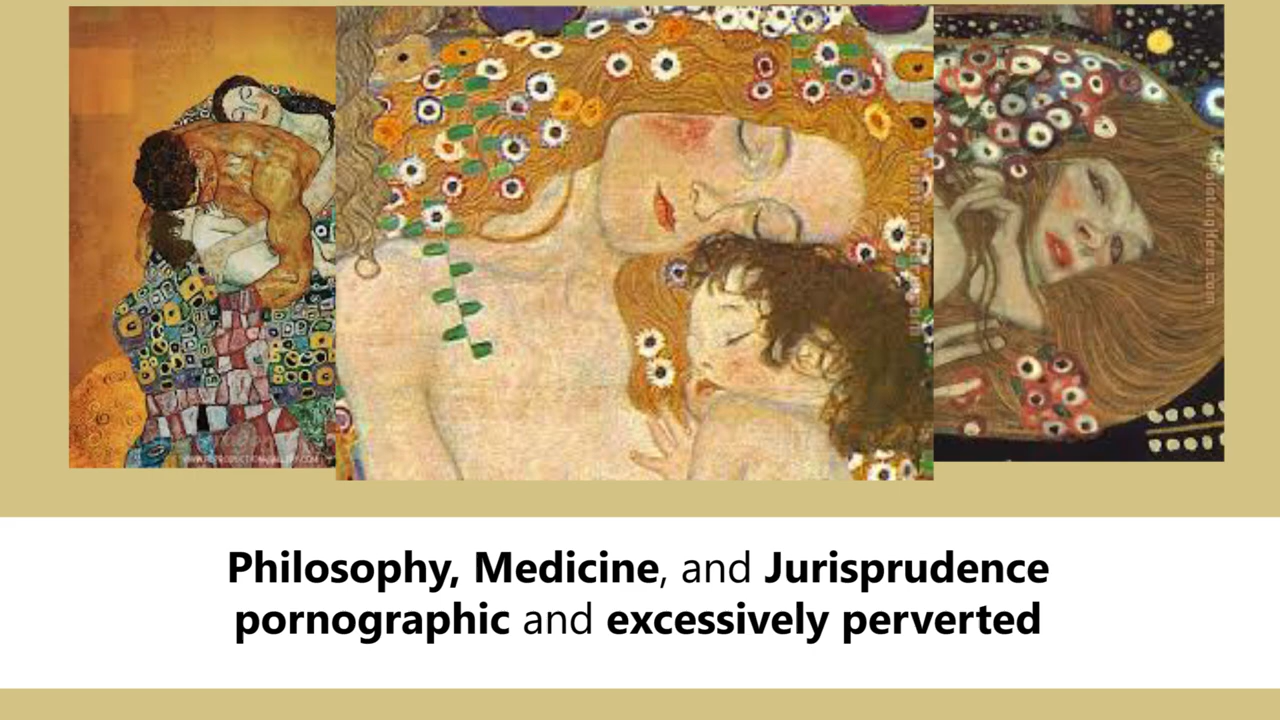 Philosophy, Medicine, and Jurisprudence
pornographic and excessively perverted